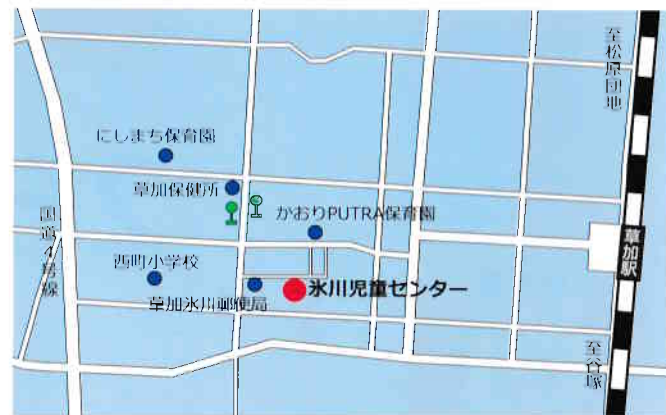 至松原団地
にしまち保育園
草加保健所
かおりPUTRA保育園
国道4号線
草加駅
西町小学校
氷川児童センター
草加氷川郵便局
至谷塚